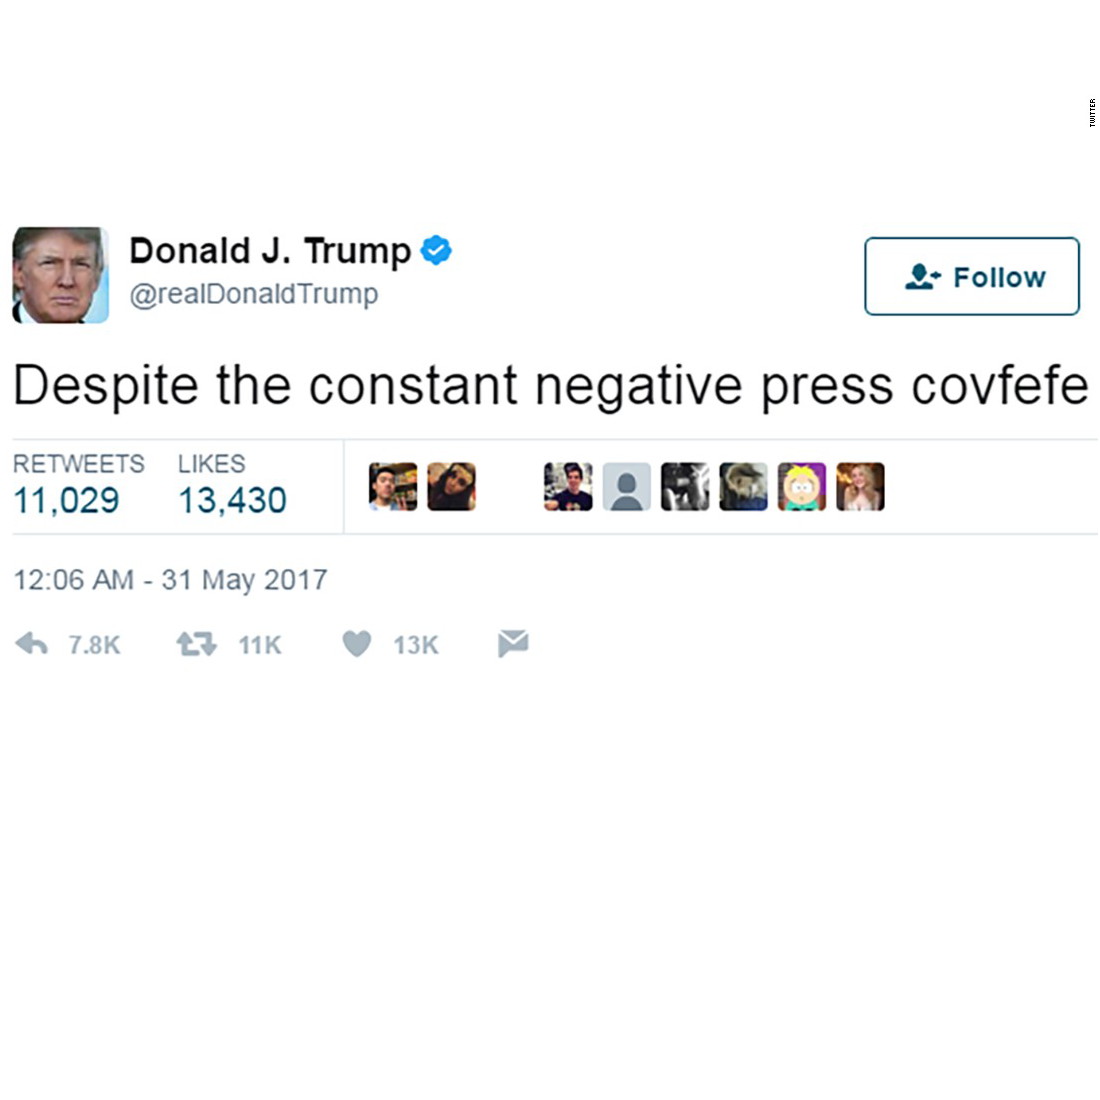 TWITTER
Donald J. Trump
@realDonaldTrump
Follow
Despite the constant negative press covfefe
RETWEETS LIKES
11,029 13,430
12:06 AM - 31 May 2017
7.8K 11K 13K